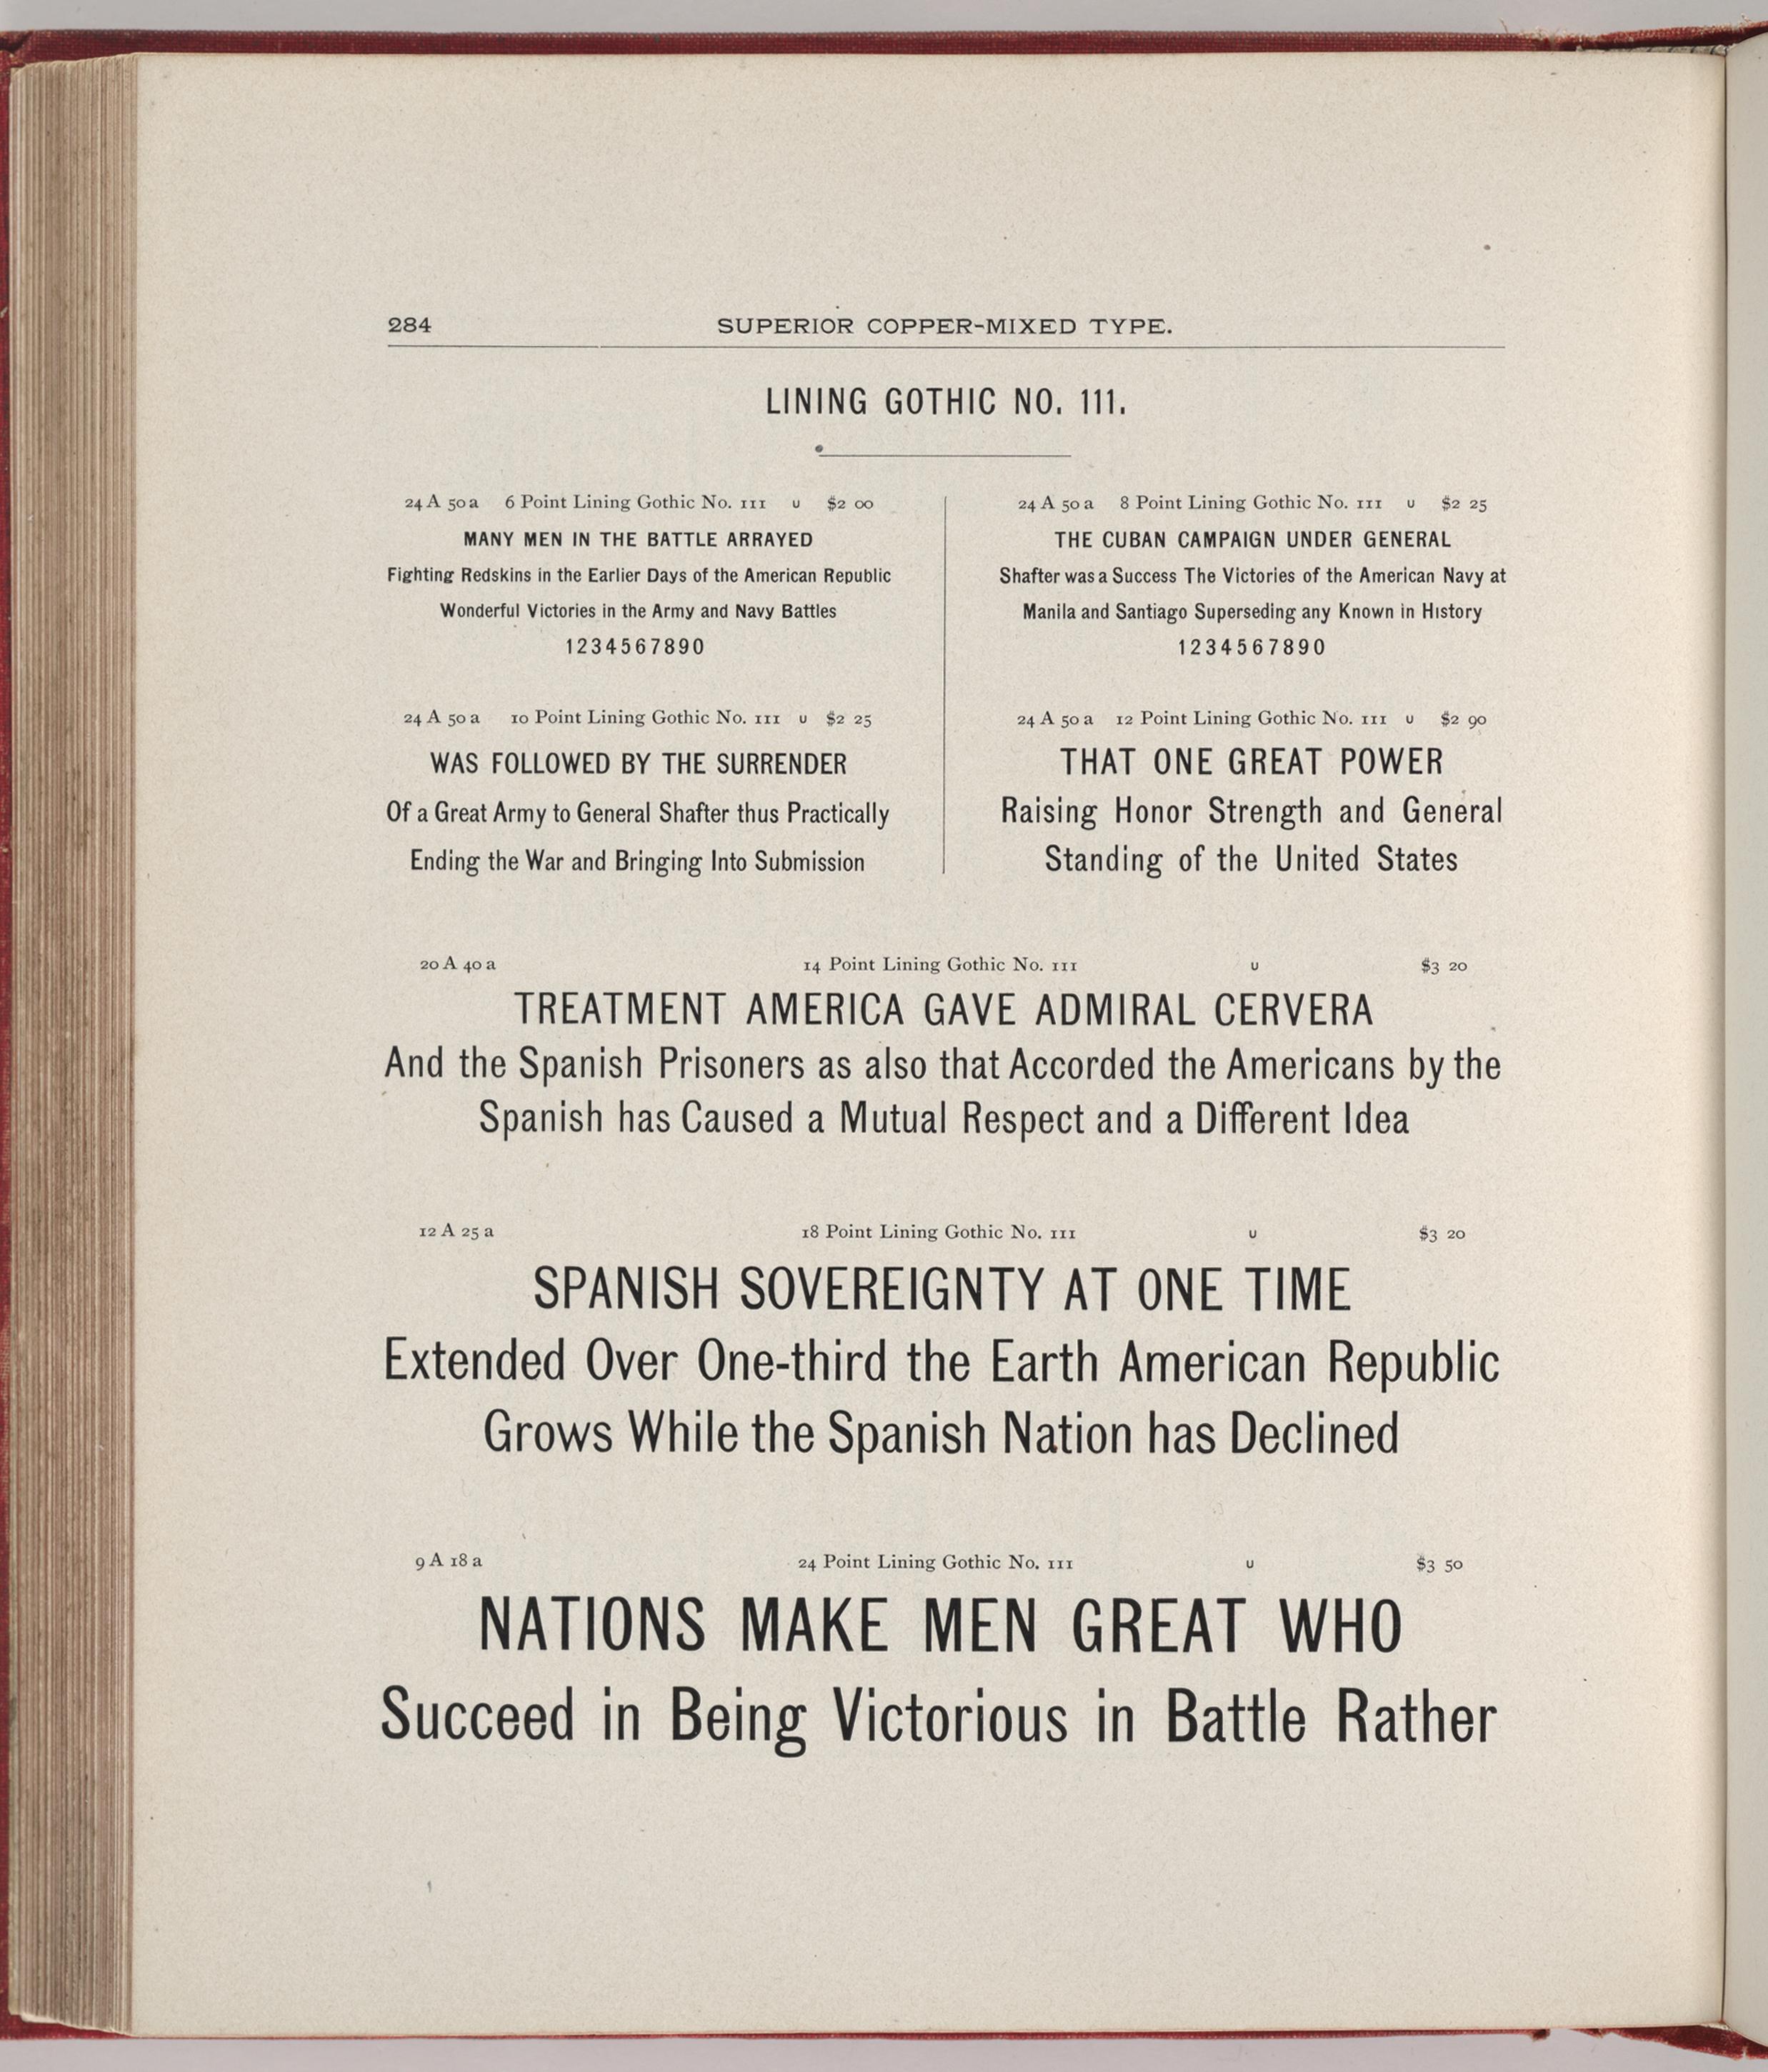 284 SUPERIOR COPPER-MIXED TYPE.
LINING GOTHIC NO. 111.
24 A 50 a 6 Point Lining Gothic No. 111 U $2 00
MANY MEN IN THE BATTLE ARRAYED
Fighting Redskins in the Earlier Days of the American Republic
Wonderful Victories in the Army and Navy Battles
1234567890
24 A 50 a 8 Point Lining Gothic No. 111 U $2 25
THE CUBAN CAMPAIGN UNDER GENERAL
Shafter was a Success The Victories of the American Navy at
Manila and Santiago Superseding any Known in History
1234567890
24 A 50 a 10 Point Lining Gothic No. 111 U $2 25
WAS FOLLOWED BY THE SURRENDER
Of a Great Army to General Shafter thus Practically
Ending the War and Bringing Into Submission
24 A 50 a 12 Point Lining Gothic No. 111 U $2 90
THAT ONE GREAT POWER
Raising Honor Strength and General
Standing of the United States
20 A 40 a 14 Point Lining Gothic No. 111 U $3 20
TREATMENT AMERICA GAVE ADMIRAL CERVERA
And the Spanish Prisoners as also that Accorded the Americans by the
Spanish has Caused a Mutual Respect and a Different Idea
12 A 25 a 18 Point Lining Gothic No. 111 U $3 20
SPANISH SOVEREIGNTY AT ONE TIME
Extended Over One-third the Earth American Republic
Grows While the Spanish Nation has Declined
9 A 18 a 24 Point Lining Gothic No. 111 U $3 50
NATIONS MAKE MEN GREAT WHO
Succeed in Being Victorious in Battle Rather